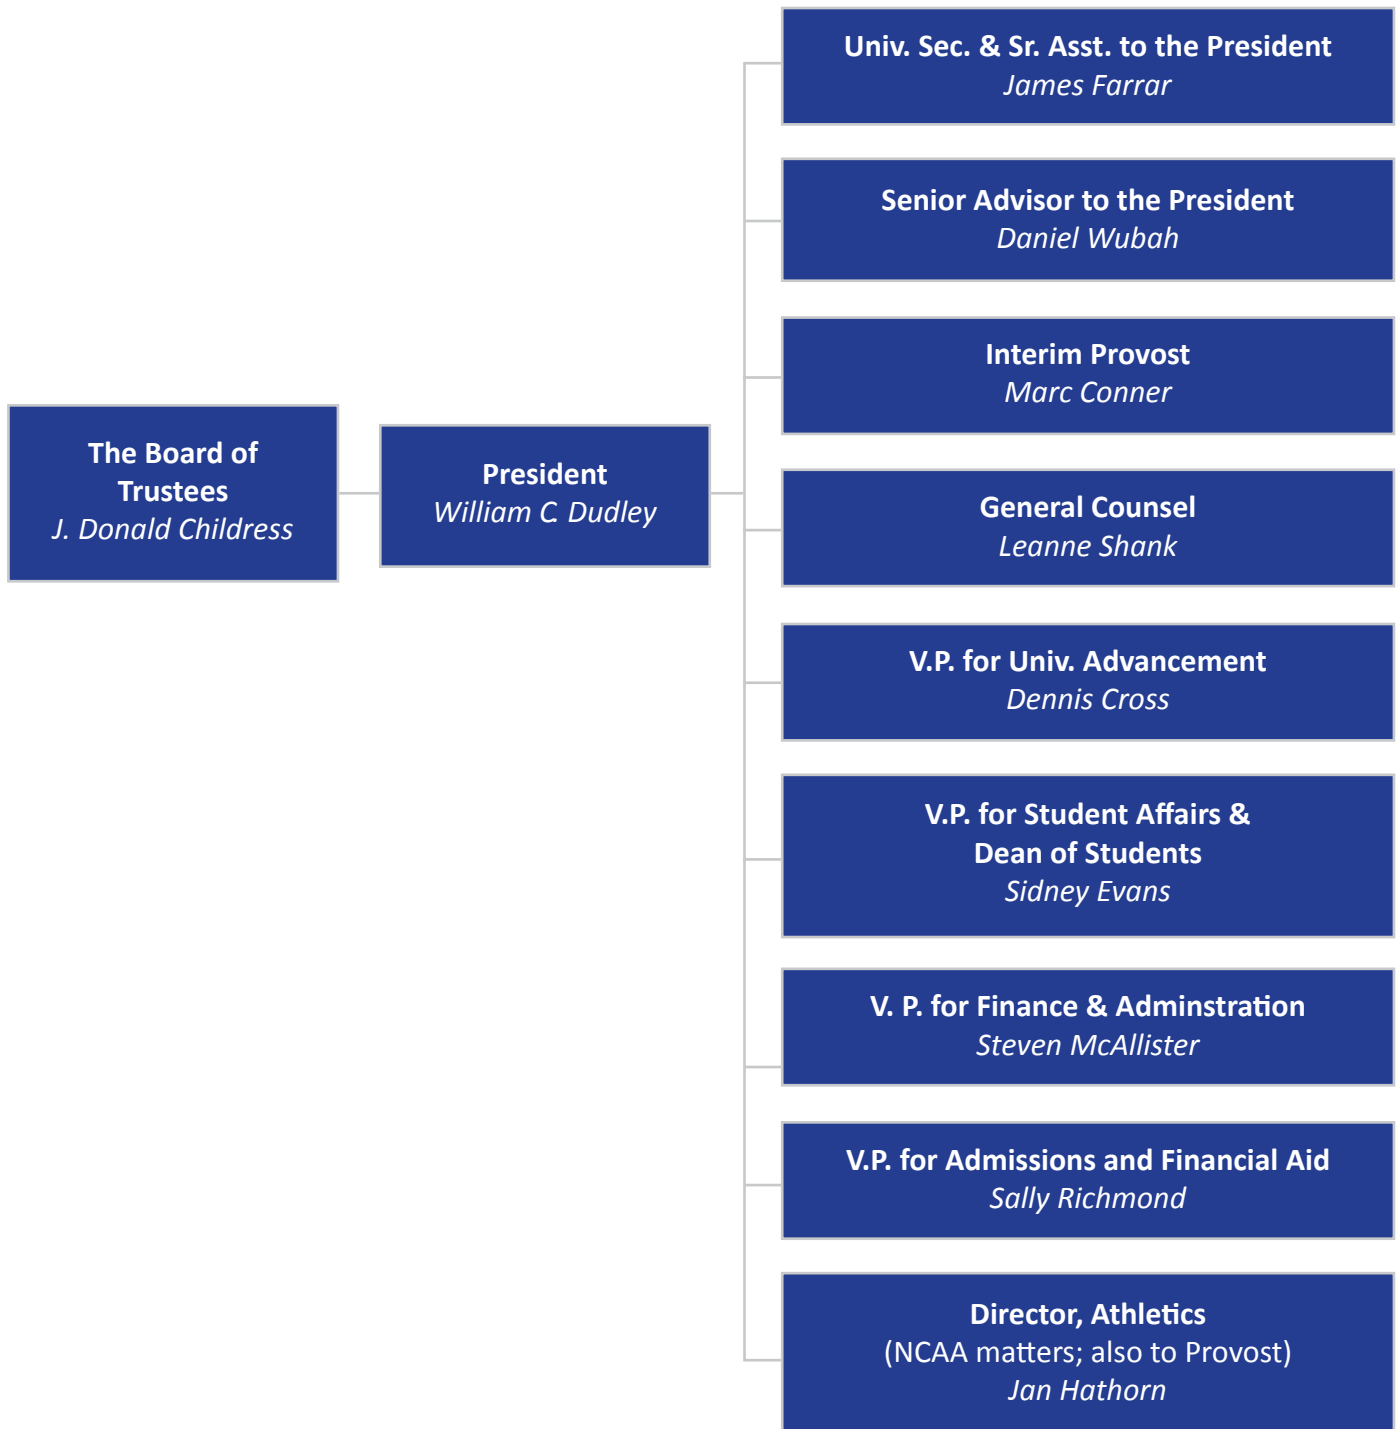 The Board of
Trustees
J. Donald Childress
President
William C. Dudley
Univ. Sec. & Sr. Asst. to the President
James Farrar
Senior Advisor to the President
Daniel Wubah
Interim Provost
Marc Conner
General Counsel
Leanne Shank
V.P. for Univ. Advancement
Dennis Cross
V.P. for Student Affairs &
Dean of Students
Sidney Evans
V. P. for Finance & Adminstration
Steven McAllister
V.P. for Admissions and Financial Aid
Sally Richmond
Director, Athletics
(NCAA matters; also to Provost)
Jan Hathorn